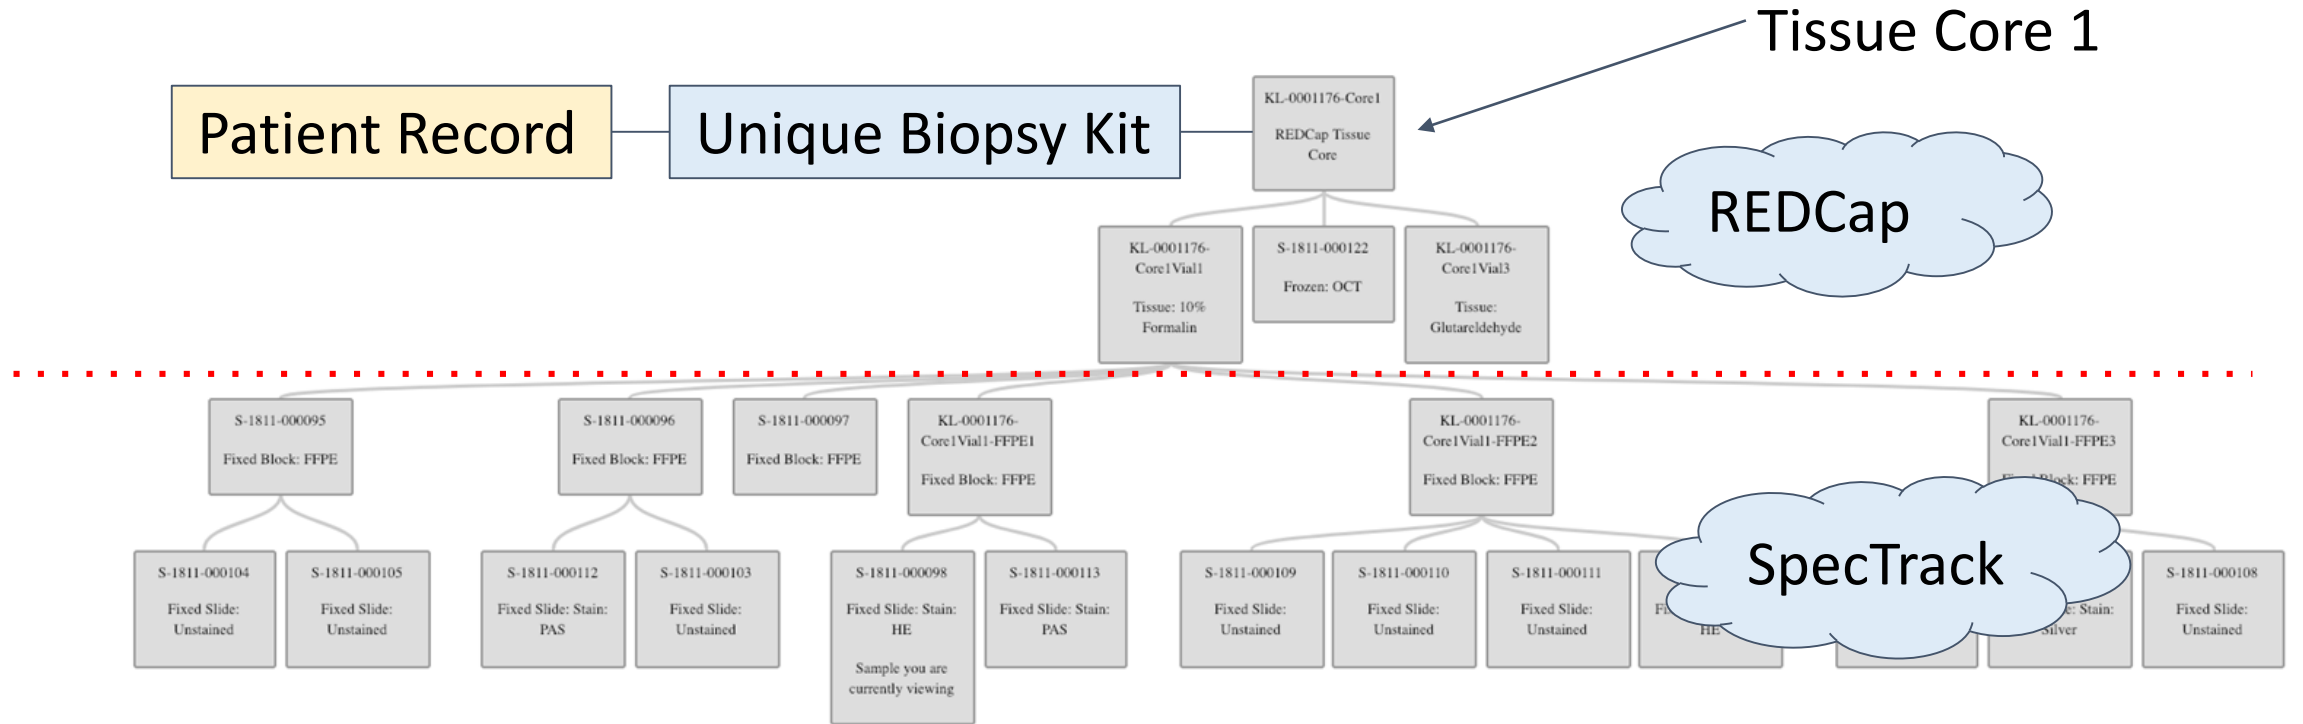 Tissue Core 1
Patient Record
Unique Biopsy Kit
KL-0001176-Core1
REDCap Tissue
Core
REDCap
KL-0001176-
Core1Vial1
Tissue: 10%
Formalin
S-1811-000122
Frozen: OCT
KL-0001176-
Core1Vial3
Tissue:
Glutareldehyde
S-1811-000095
Fixed Block: FFPE
S-1811-000096
Fixed Block: FFPE
S-1811-000097
Fixed Block: FFPE
KL-0001176-
Core1Vial1-FFPE1
Fixed Block: FFPE
KL-0001176-
Core1Vial1-FFPE2
Fixed Block: FFPE
KL-0001176-
Core1Vial1-FFPE3
Fixed Block: FFPE
SpecTrack
S-1811-000104
Fixed Slide:
Unstained
S-1811-000105
Fixed Slide:
Unstained
S-1811-000112
Fixed Slide: Stain:
PAS
S-1811-000103
Fixed Slide:
Unstained
S-1811-000098
Fixed Slide: Stain:
HE
Sample you are
currently viewing
S-1811-000113
Fixed Slide: Stain:
PAS
S-1811-000109
Fixed Slide:
Unstained
S-1811-000110
Fixed Slide:
Unstained
S-1811-000111
Fixed Slide:
Unstained
HE
Stain:
Silver
S-1811-000108
Fixed Slide:
Unstained